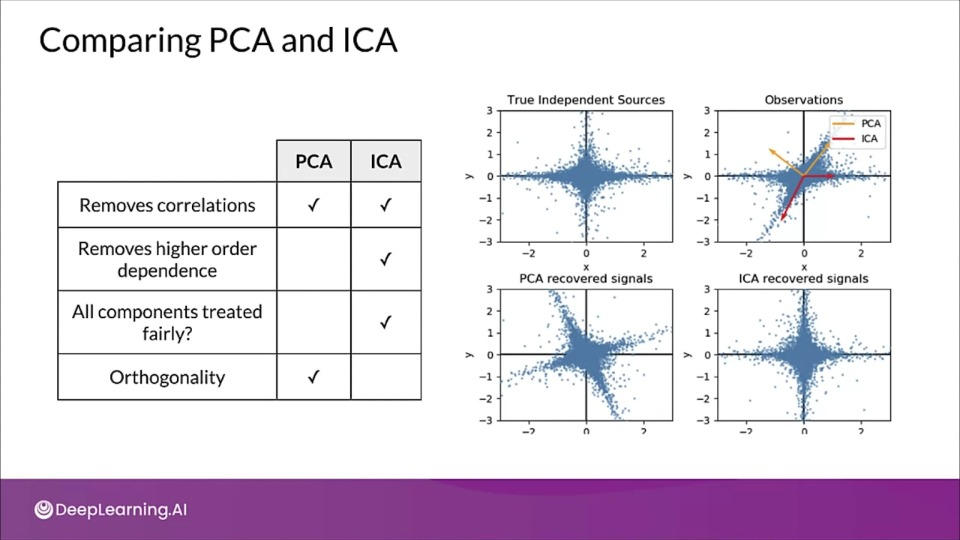 Comparing PCA and ICA
PCA ICA
Removes correlations ✓ ✓
Removes higher order
dependence ✓
All components treated
fairly? ✓
Orthogonality ✓
True Independent Sources
3
2
1
0
−1
−2
−3
y
−2 0 2
x
Observations
PCA
ICA
3
2
1
0
−1
−2
−3
y
−2 0 2
x
PCA recovered signals
3
2
1
0
−1
−2
−3
y
−2 0 2
ICA recovered signals
3
2
1
0
−1
−2
−3
y
−2 0 2
DeepLearning.AI